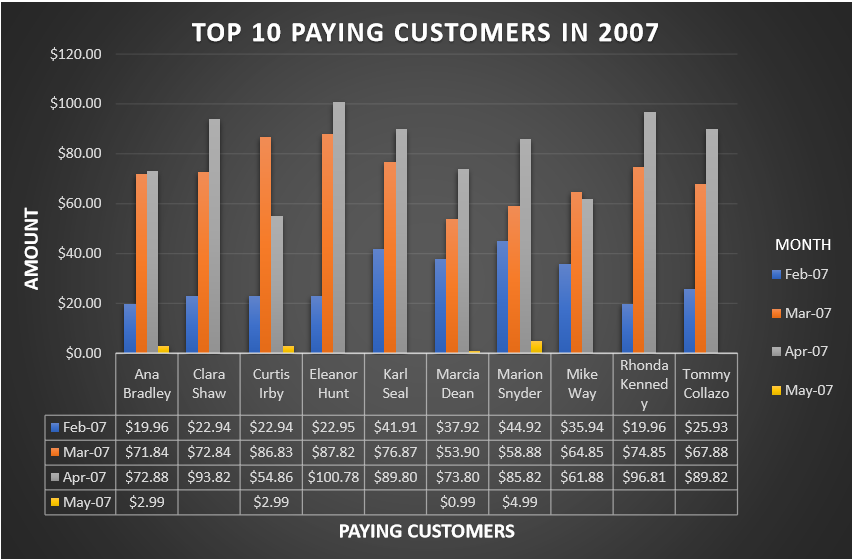 TOP 10 PAYING CUSTOMERS IN 2007
$120.00
$100.00
$80.00
$60.00
$40.00
$20.00
$0.00
AMOUNT
MONTH
Feb-07
Mar-07
Apr-07
May-07
Ana Bradley Clara Shaw Curtis Irby Eleanor Hunt Karl Seal Marcia Dean Marion Snyder Mike Way Rhonda Kenned y Tommy Collazo
Feb-07 $19.96 $22.94 $22.94 $22.95 $41.91 $37.92 $44.92 $35.94 $19.96 $25.93
Mar-07 $71.84 $72.84 $86.83 $87.82 $76.87 $53.90 $58.88 $64.85 $74.85 $67.88
Apr-07 $72.88 $93.82 $54.86 $100.78 $89.80 $73.80 $85.82 $61.88 $96.81 $89.82
May-07 $2.99 $2.99 $0.99 $4.99
PAYING CUSTOMERS